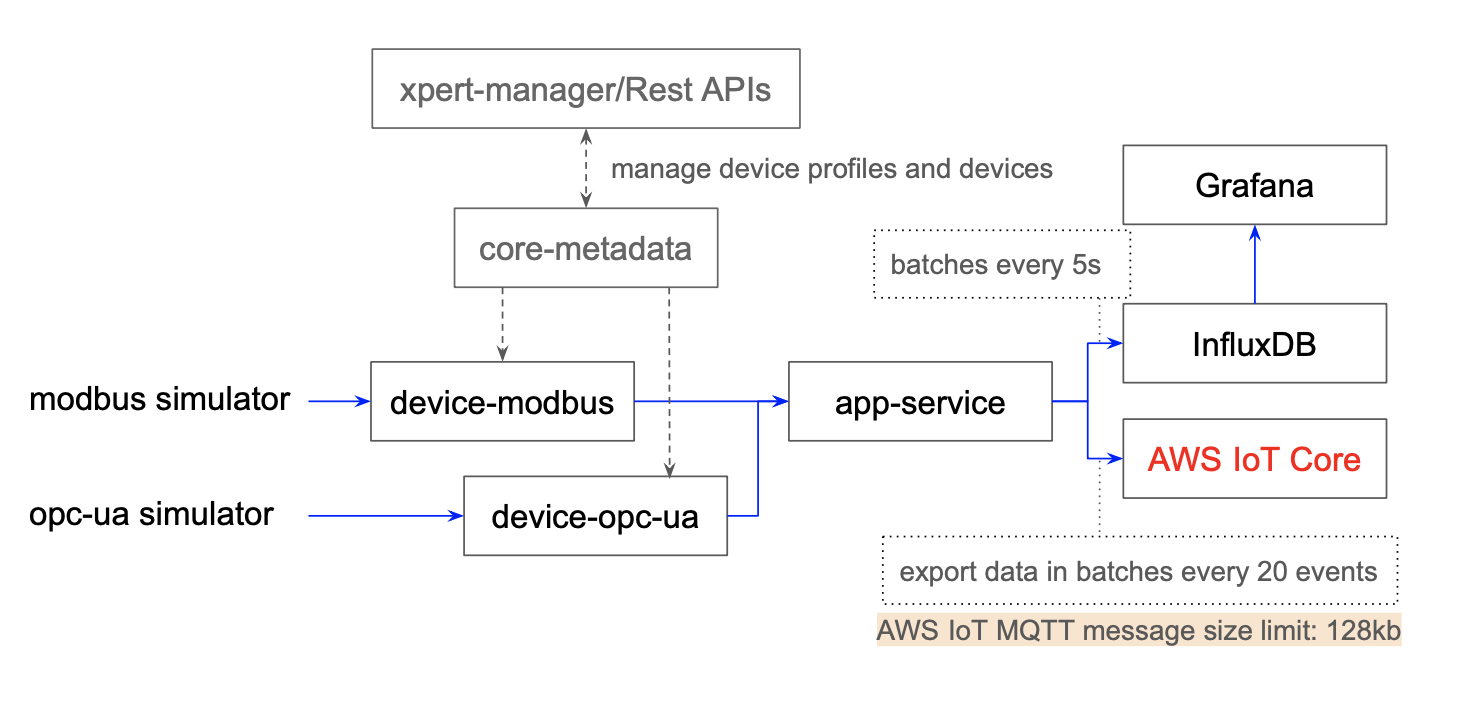 xpert-manager/Rest APIs
manage device profiles and devices
Grafana
core-metadata
batches every 5s
InfluxDB
modbus simulator
device-modbus
app-service
AWS IoT Core
opc-ua simulator
device-opc-ua
export data in batches every 20 events
AWS IoT MQTT message size limit: 128kb